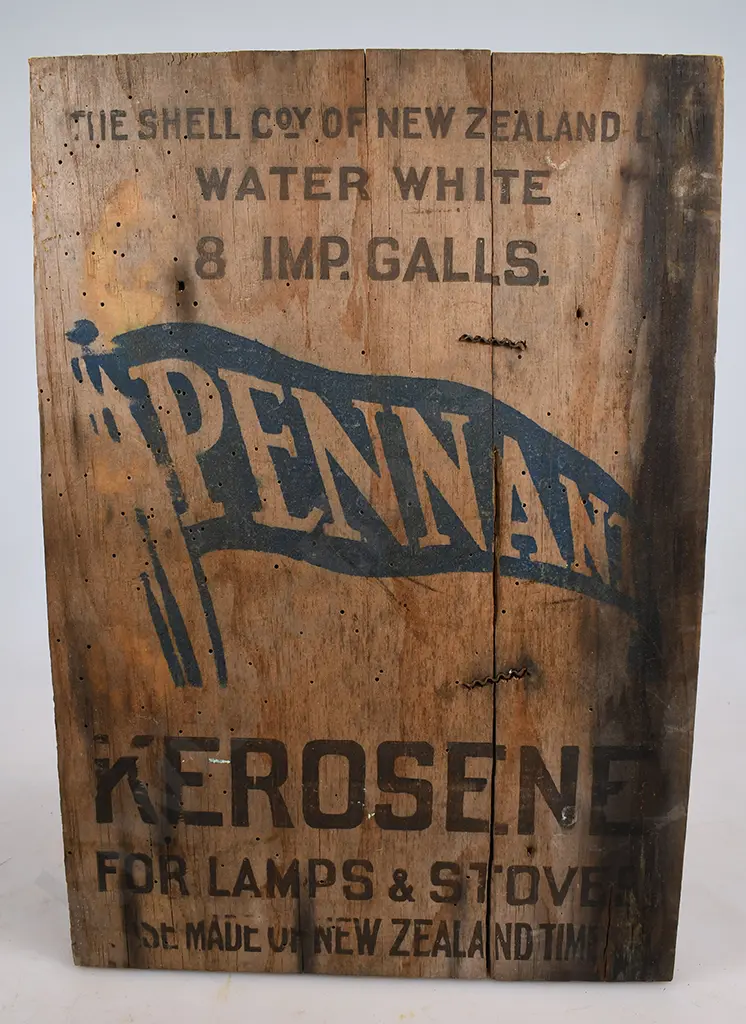 THE SHELL COY OF NEW ZEALAND
WATER WHITE
8 IMP. GALLS.
PENNANT
KEROSENE
FOR LAMPS & STOVES
MADE OF NEW ZEALAND